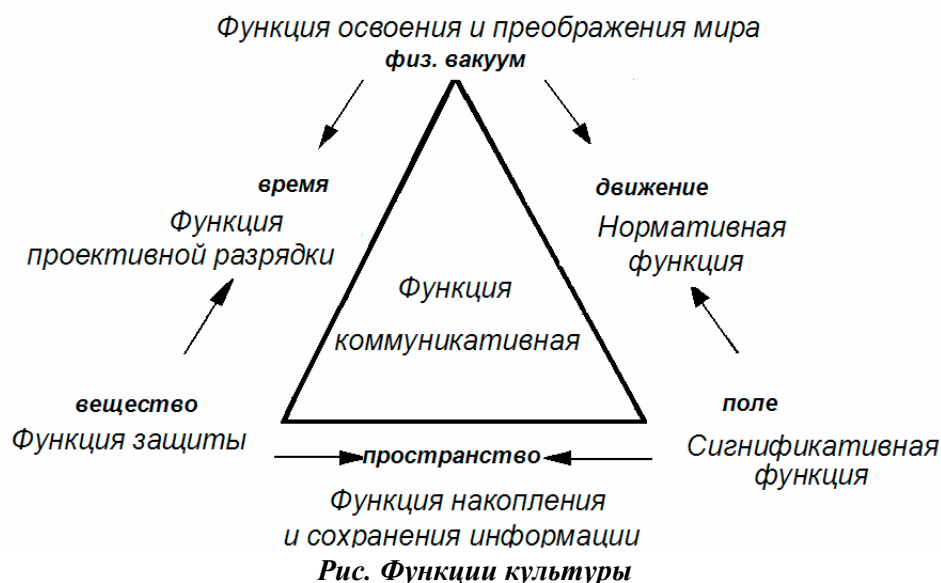 Функция освоения и преображения мира
физ. вакуум
время
Функция
проективной разрядки
движение
Нормативная
функция
Функция
коммуникативная
вещество
Функция защиты
поле
Сигнификативная
функция
пространство
Функция накопления
и сохранения информации
Рис. Функции культуры